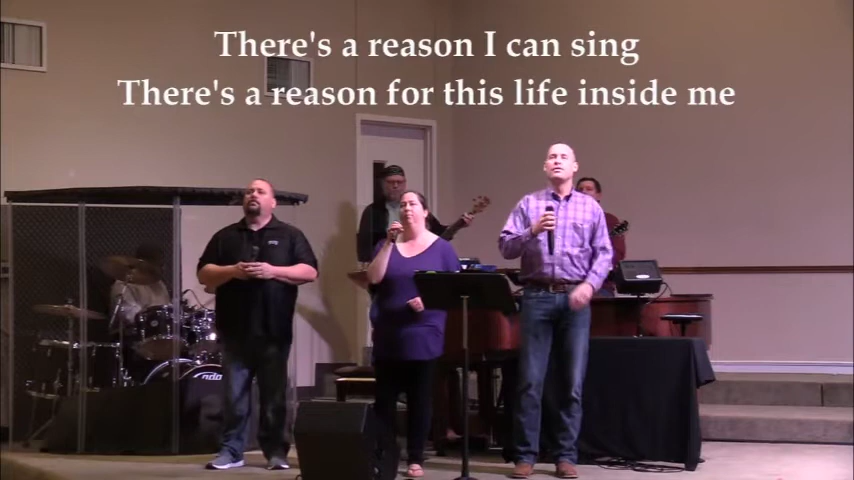 There's a reason I can sing
There's a reason for this life inside me